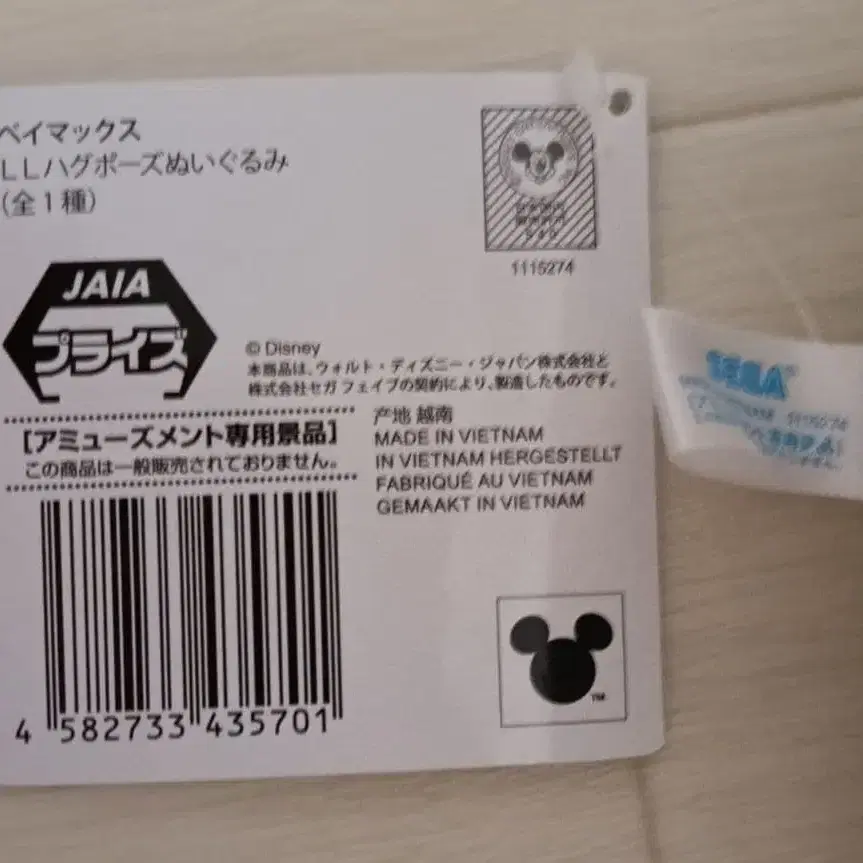 ベイマックス
LLハグポーズぬいぐるみ
(全1種)
1115274
JAIA
プライズ
© Disney
本商品は、ウォルト・ディズニー・ジャパン株式会社と
株式会社セガ フェイブの契約により、製造したものです。
[アミューズメント専用景品]
この商品は一般販売されておりません。
产地 越南
MADE IN VIETNAM
IN VIETNAM HERGESTELLT
FABRIQUÉ AU VIETNAM
GEMAAKT IN VIETNAM
4 582733 435701
TM
SEGA
1115274